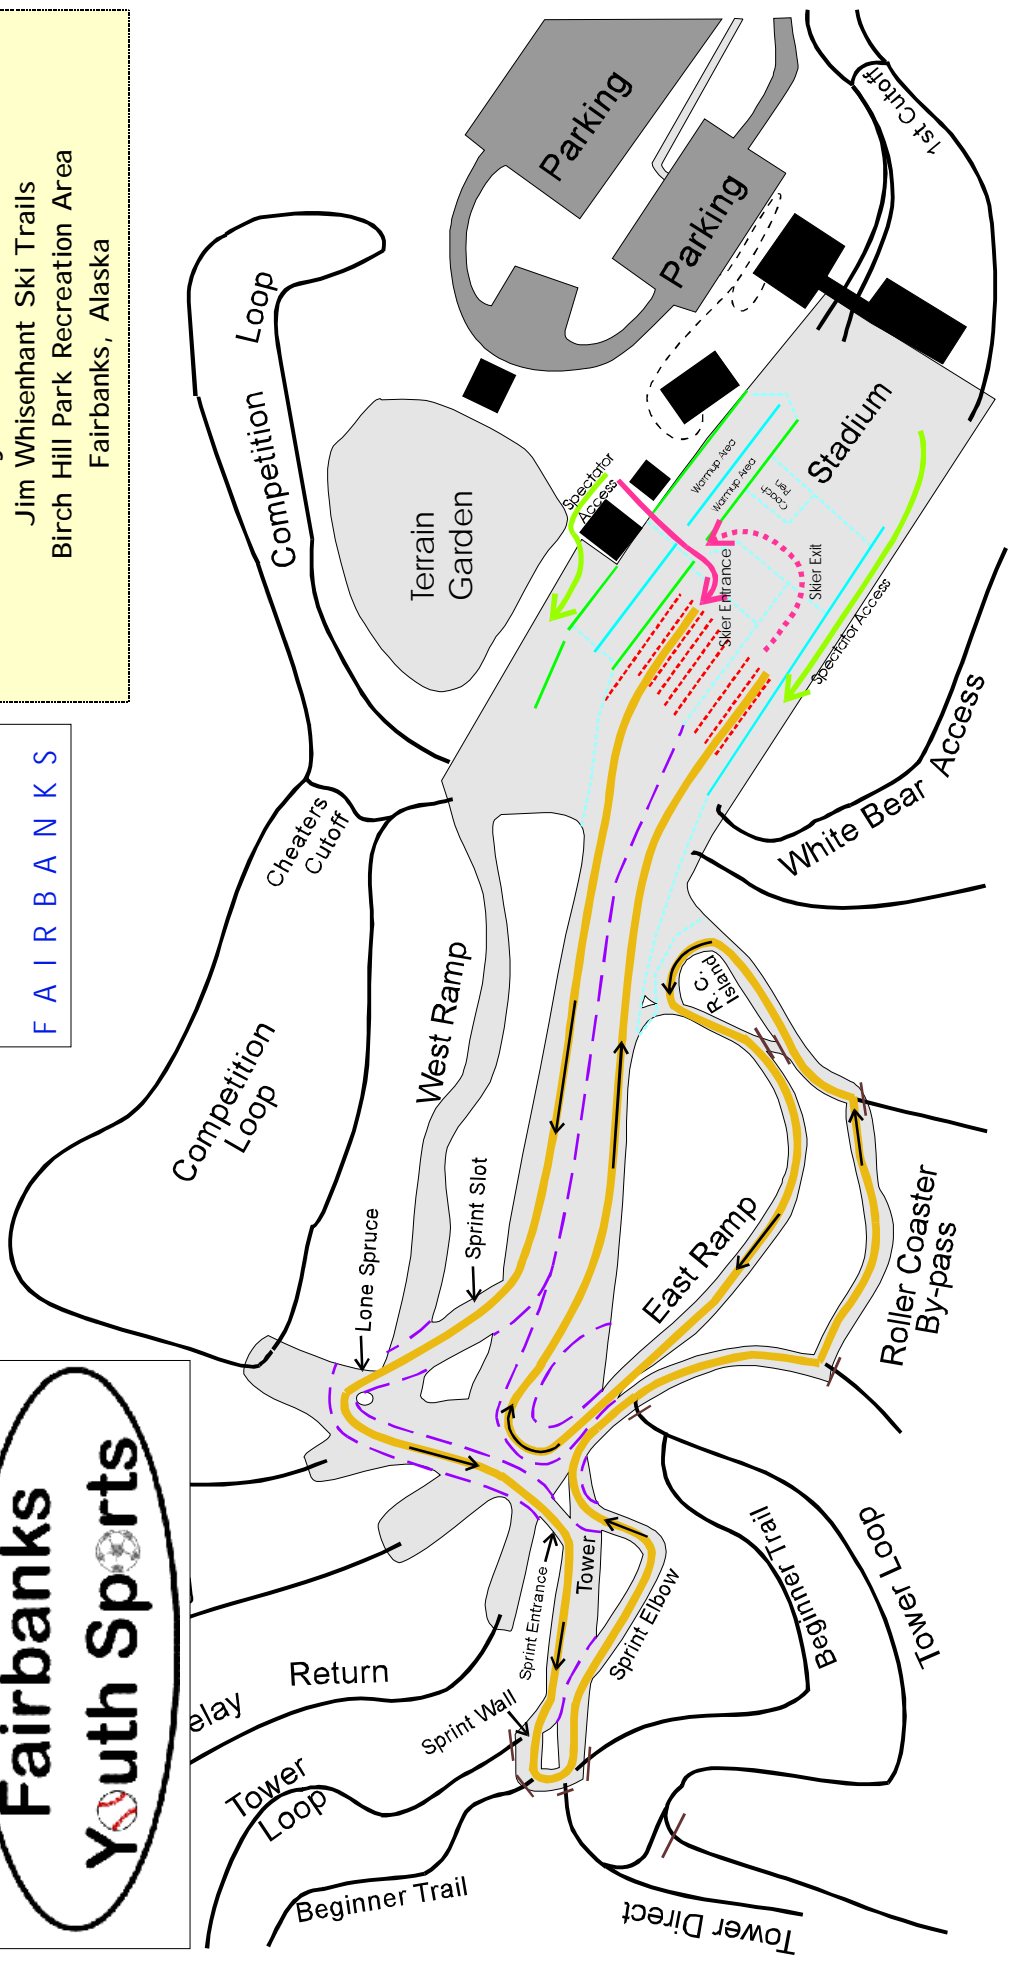 Jim Whisenhant Ski Trails
Birch Hill Park Recreation Area
Fairbanks, Alaska
FAIRBANKS
Fairbanks
Youth Sports
Parking
Parking
1st Cutoff
Loop
Competition
Terrain
Garden
Spectator
Access
Warmup Area
Warmup Area
Coach
Pen
Stadium
Skier Entrance
Skier Exit
Spectator Access
White Bear Access
Cheaters
Cutoff
West Ramp
R.C.
Island
Competition
Loop
Sprint Slot
Lone Spruce
East Ramp
Roller Coaster
By-pass
Sprint Entrance
Tower
Sprint Elbow
Beginner Trail
Tower Loop
Return
elay
Sprint Wall
Tower
Loop
Beginner Trail
Tower Direct